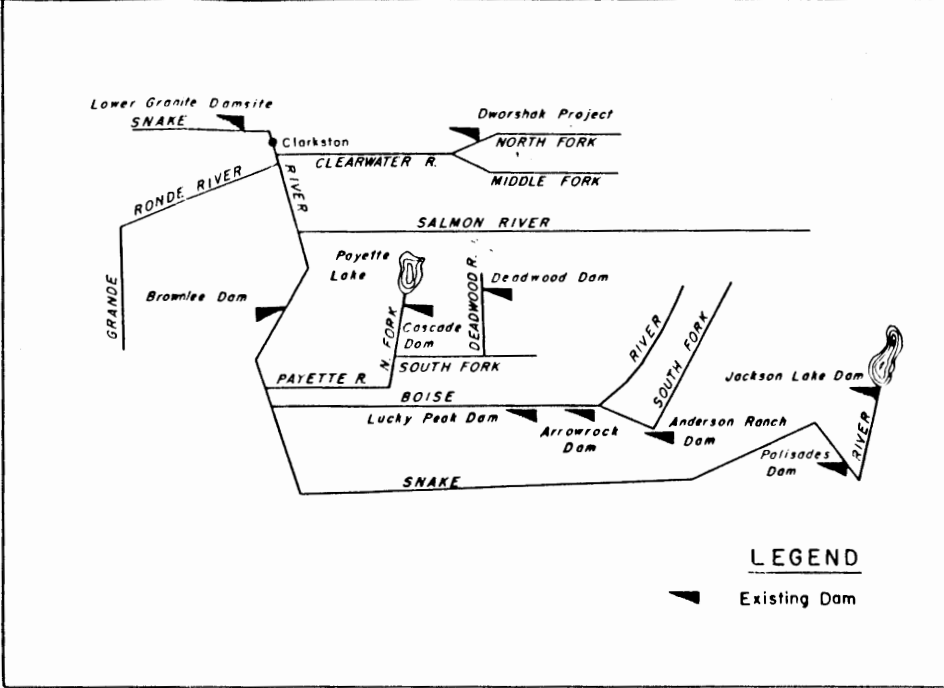 Lower Granite Damsite
SNAKE
Clarkston
Dworshak Project
NORTH FORK
CLEARWATER R.
MIDDLE FORK
RONDE RIVER
RIVER
SALMON RIVER
Payette
Lake
DEADWOOD R.
Deadwood Dam
GRANDE
Brownlee Dam
N. FORK
Cascade
Dam
RIVER
SOUTH FORK
SOUTH FORK
PAYETTE R.
BOISE
Jackson Lake Dam
Lucky Peak Dam
Arrowrock
Dam
Anderson Ranch
Dam
RIVER
Palisades
Dam
SNAKE
LEGEND
Existing Dam